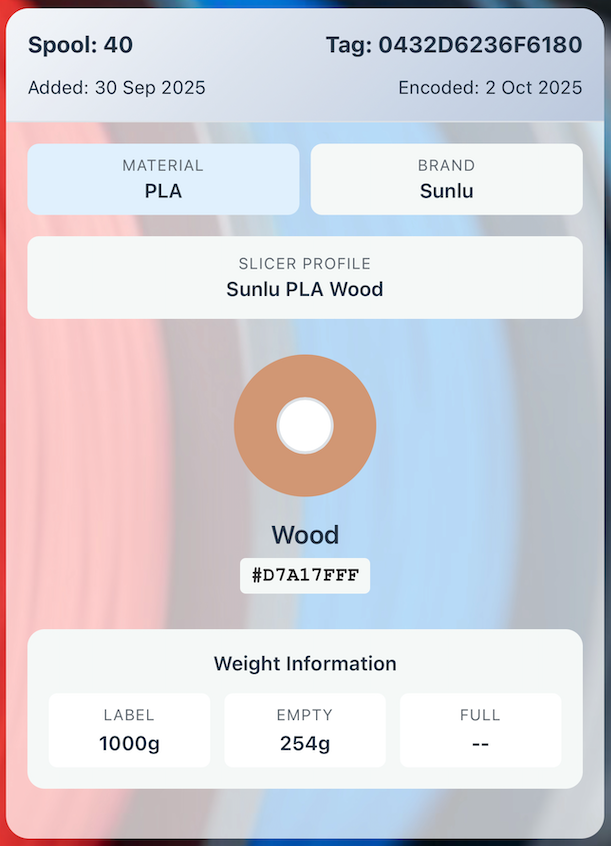 Spool: 40 Tag: 0432D6236F6180
Added: 30 Sep 2025 Encoded: 2 Oct 2025
MATERIAL BRAND
PLA Sunlu
SLICER PROFILE
Sunlu PLA Wood
Wood
#D7A17FFF
Weight Information
LABEL EMPTY FULL
1000g 254g --